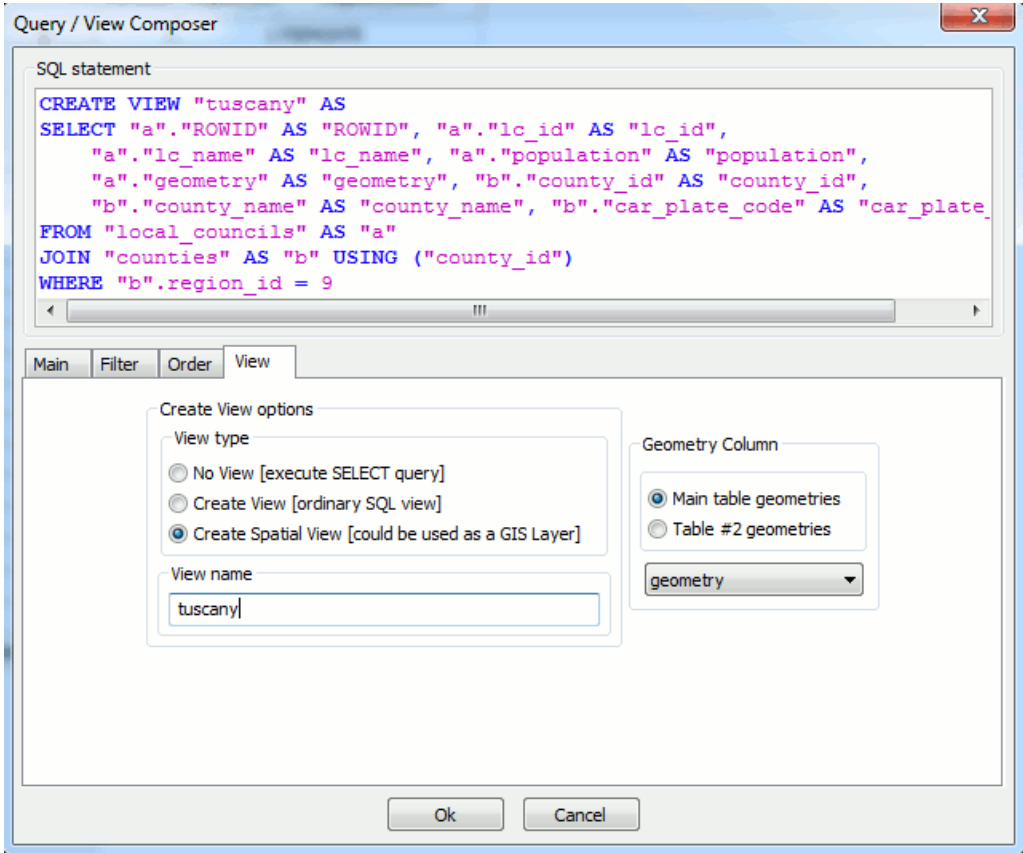 Query / View Composer
SQL statement
CREATE VIEW "tuscany" AS
SELECT "a"."ROWID" AS "ROWID", "a"."lc_id" AS "lc_id",
"a"."lc_name" AS "lc_name", "a"."population" AS "population",
"a"."geometry" AS "geometry", "b"."county_id" AS "county_id",
"b"."county_name" AS "county_name", "b"."car_plate_code" AS "car_plate_
FROM "local_councils" AS "a"
JOIN "counties" AS "b" USING ("county_id")
WHERE "b".region_id = 9
Main Filter Order View
Create View options
View type
No View [execute SELECT query]
Create View [ordinary SQL view]
Create Spatial View [could be used as a GIS Layer]
View name
tuscany
Geometry Column
Main table geometries
Table #2 geometries
geometry
Ok Cancel